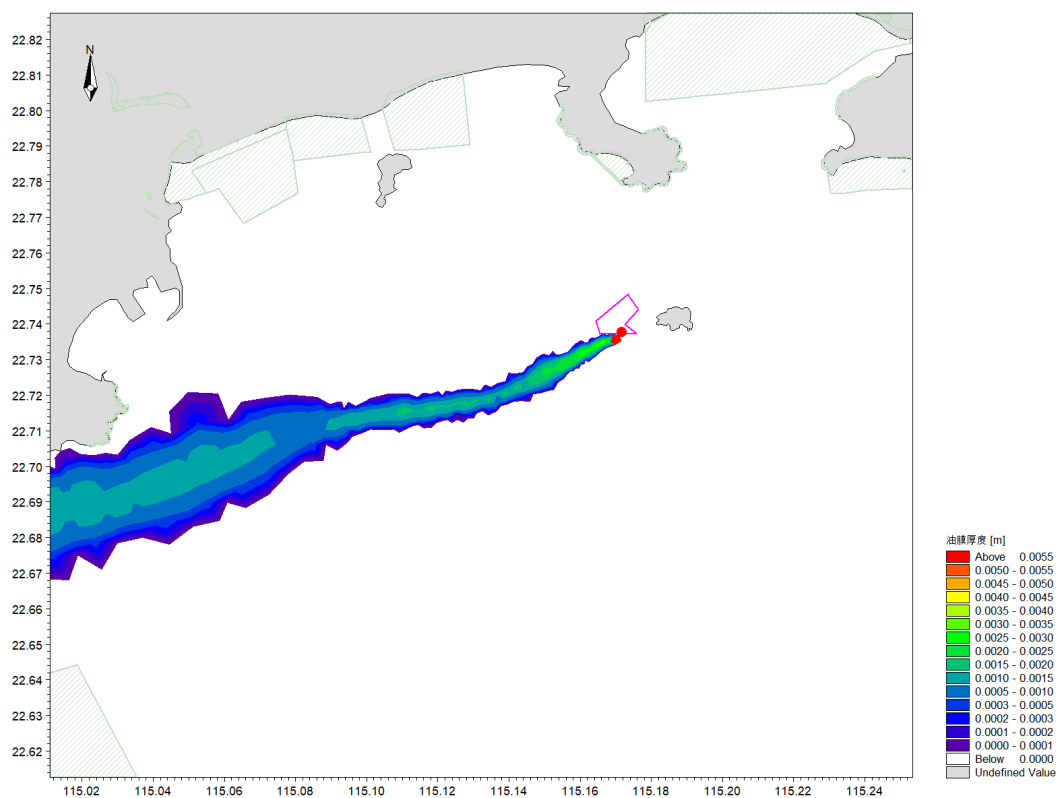 N
22.82
22.81
22.80
22.79
22.78
22.77
22.76
22.75
22.74
22.73
22.72
22.71
22.70
22.69
22.68
22.67
22.66
22.65
22.64
22.63
22.62
115.02 115.04 115.06 115.08 115.10 115.12 115.14 115.16 115.18 115.20 115.22 115.24
油膜厚度 [m]
Above 0.0055
0.0050 - 0.0055
0.0045 - 0.0050
0.0040 - 0.0045
0.0035 - 0.0040
0.0030 - 0.0035
0.0025 - 0.0030
0.0020 - 0.0025
0.0015 - 0.0020
0.0010 - 0.0015
0.0005 - 0.0010
0.0003 - 0.0005
0.0002 - 0.0003
0.0001 - 0.0002
0.0000 - 0.0001
Below 0.0000
Undefined Value